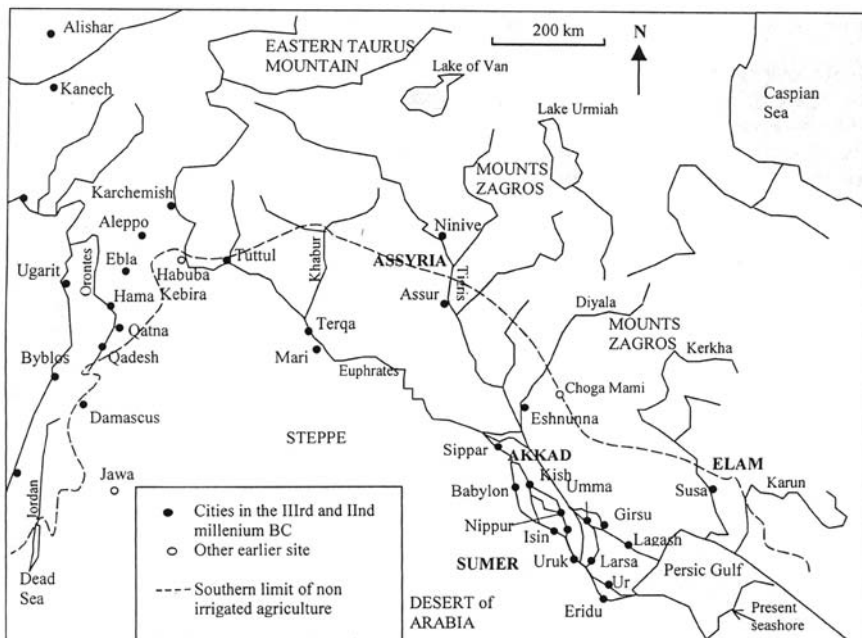 Alishar
EASTERN TAURUS
MOUNTAIN
200 km
N
Lake of Van
Kanech
Caspian
Sea
Lake Urmiah
MOUNTS
ZAGROS
Karchemish
Aleppo
Ninive
Ebla
Habuba
Kebira
Tuttul
Khabur
ASSYRIA
Tigris
Ugarit
Orontes
Hama
Assur
Diyala
Qatna
Terqa
MOUNTS
ZAGROS
Kerkha
Byblos
Qadesh
Mari
Euphrates
Choga Mami
Damascus
Eshnunna
STEPPE
Sippar
AKKAD
ELAM
Jawa
Kish
Umma
Susa
Karun
Babylon
Girsu
Jordan
Nippur
Isin
Lagash
SUMER
Uruk
Larsa
Persic Gulf
Ur
Dead
Sea
Eridu
DESERT of
ARABIA
Present
seashore
Cities in the IIIrd and IInd
millenium BC
Other earlier site
Southern limit of non
irrigated agriculture